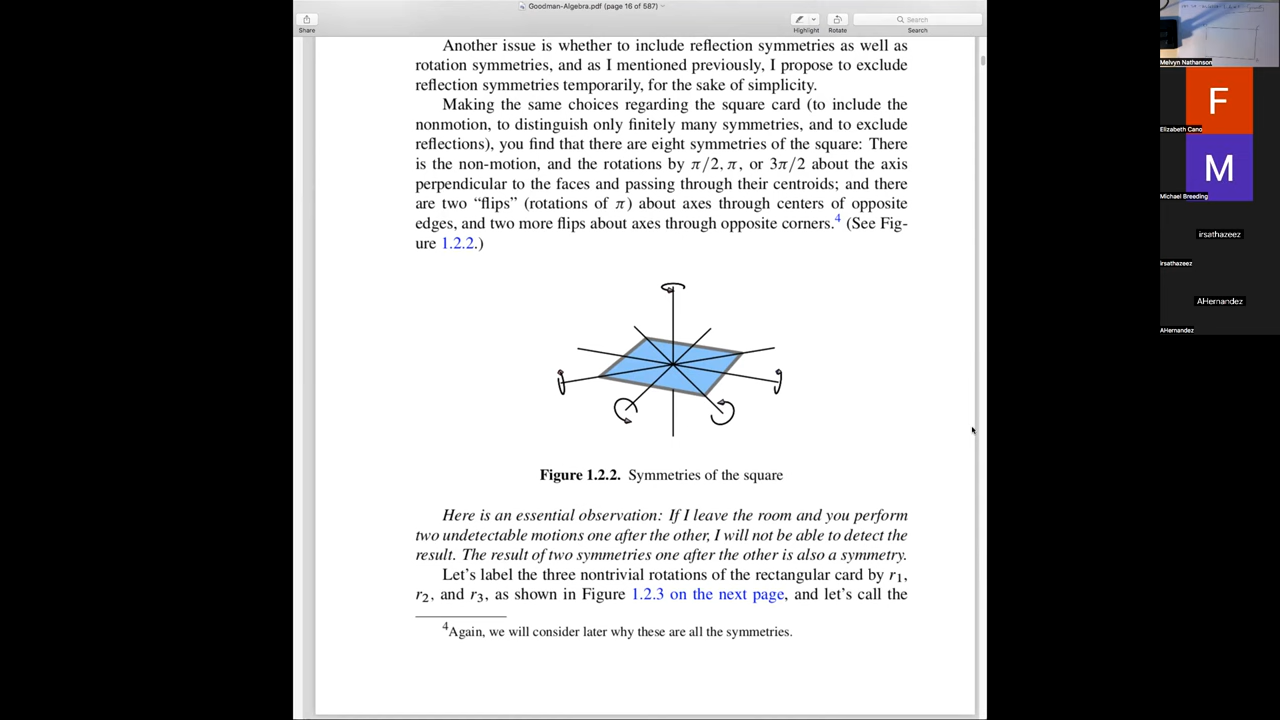 Goodman-Algebra.pdf (page 16 of 587)
Share
Highlight
Rotate
Search
Search
Another issue is whether to include reflection symmetries as well as
rotation symmetries, and as I mentioned previously, I propose to exclude
reflection symmetries temporarily, for the sake of simplicity.
Making the same choices regarding the square card (to include the
nonmotion, to distinguish only finitely many symmetries, and to exclude
reflections), you find that there are eight symmetries of the square: There
is the non-motion, and the rotations by π/2, π, or 3π/2 about the axis
perpendicular to the faces and passing through their centroids; and there
are two “flips” (rotations of π) about axes through centers of opposite
edges, and two more flips about axes through opposite corners.4 (See Fig-
ure 1.2.2.)
Figure 1.2.2. Symmetries of the square
Here is an essential observation: If I leave the room and you perform
two undetectable motions one after the other, I will not be able to detect the
result. The result of two symmetries one after the other is also a symmetry.
Let’s label the three nontrivial rotations of the rectangular card by r1,
r2, and r3, as shown in Figure 1.2.3 on the next page, and let’s call the
4Again, we will consider later why these are all the symmetries.
Melvyn Nathanson
F
Elizabeth Cano
M
Michael Breeding
irsathazeez
irsathazeez
AHernandez
AHernandez